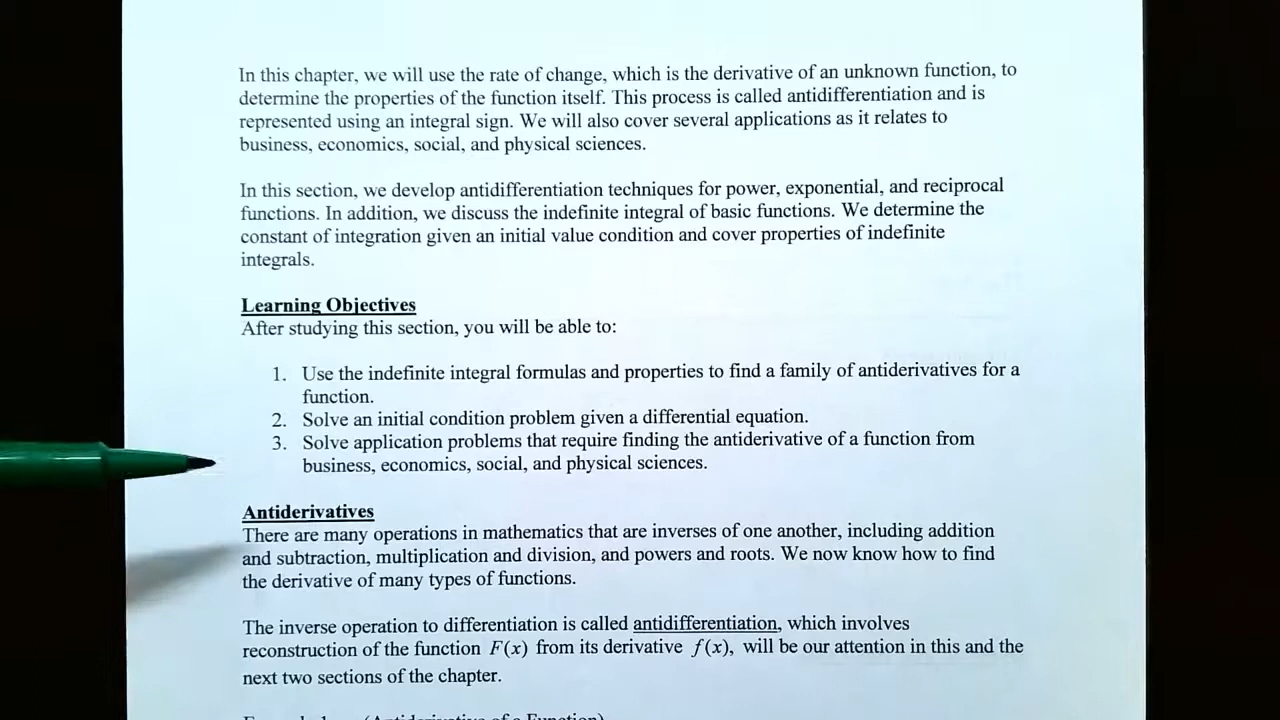 In this chapter, we will use the rate of change, which is the derivative of an unknown function, to
determine the properties of the function itself. This process is called antidifferentiation and is
represented using an integral sign. We will also cover several applications as it relates to
business, economics, social, and physical sciences.
In this section, we develop antidifferentiation techniques for power, exponential, and reciprocal
functions. In addition, we discuss the indefinite integral of basic functions. We determine the
constant of integration given an initial value condition and cover properties of indefinite
integrals.
Learning Objectives
After studying this section, you will be able to:
1. Use the indefinite integral formulas and properties to find a family of antiderivatives for a
function.
2. Solve an initial condition problem given a differential equation.
3. Solve application problems that require finding the antiderivative of a function from
business, economics, social, and physical sciences.
Antiderivatives
There are many operations in mathematics that are inverses of one another, including addition
and subtraction, multiplication and division, and powers and roots. We now know how to find
the derivative of many types of functions.
The inverse operation to differentiation is called antidifferentiation, which involves
reconstruction of the function F(x) from its derivative f(x), will be our attention in this and the
next two sections of the chapter.
(Antiderivative of a Function)